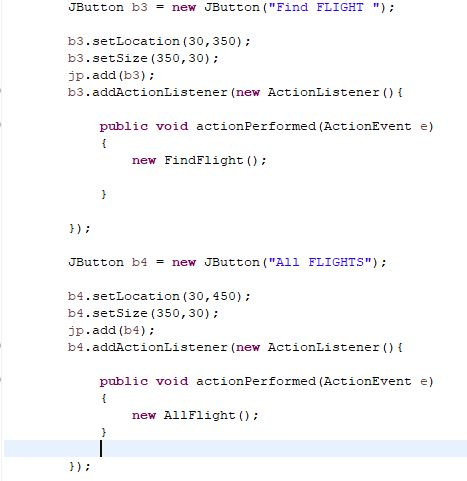 JButton b3 = new JButton("Find FLIGHT ");
b3.setLocation(30,350);
b3.setSize(350,30);
jp.add(b3);
b3.addActionListener(new ActionListener(){
public void actionPerformed(ActionEvent e)
{
new FindFlight();
}
});
JButton b4 = new JButton("All FLIGHTS");
b4.setLocation(30,450);
b4.setSize(350,30);
jp.add(b4);
b4.addActionListener(new ActionListener(){
public void actionPerformed(ActionEvent e)
{
new AllFlight();
}
});